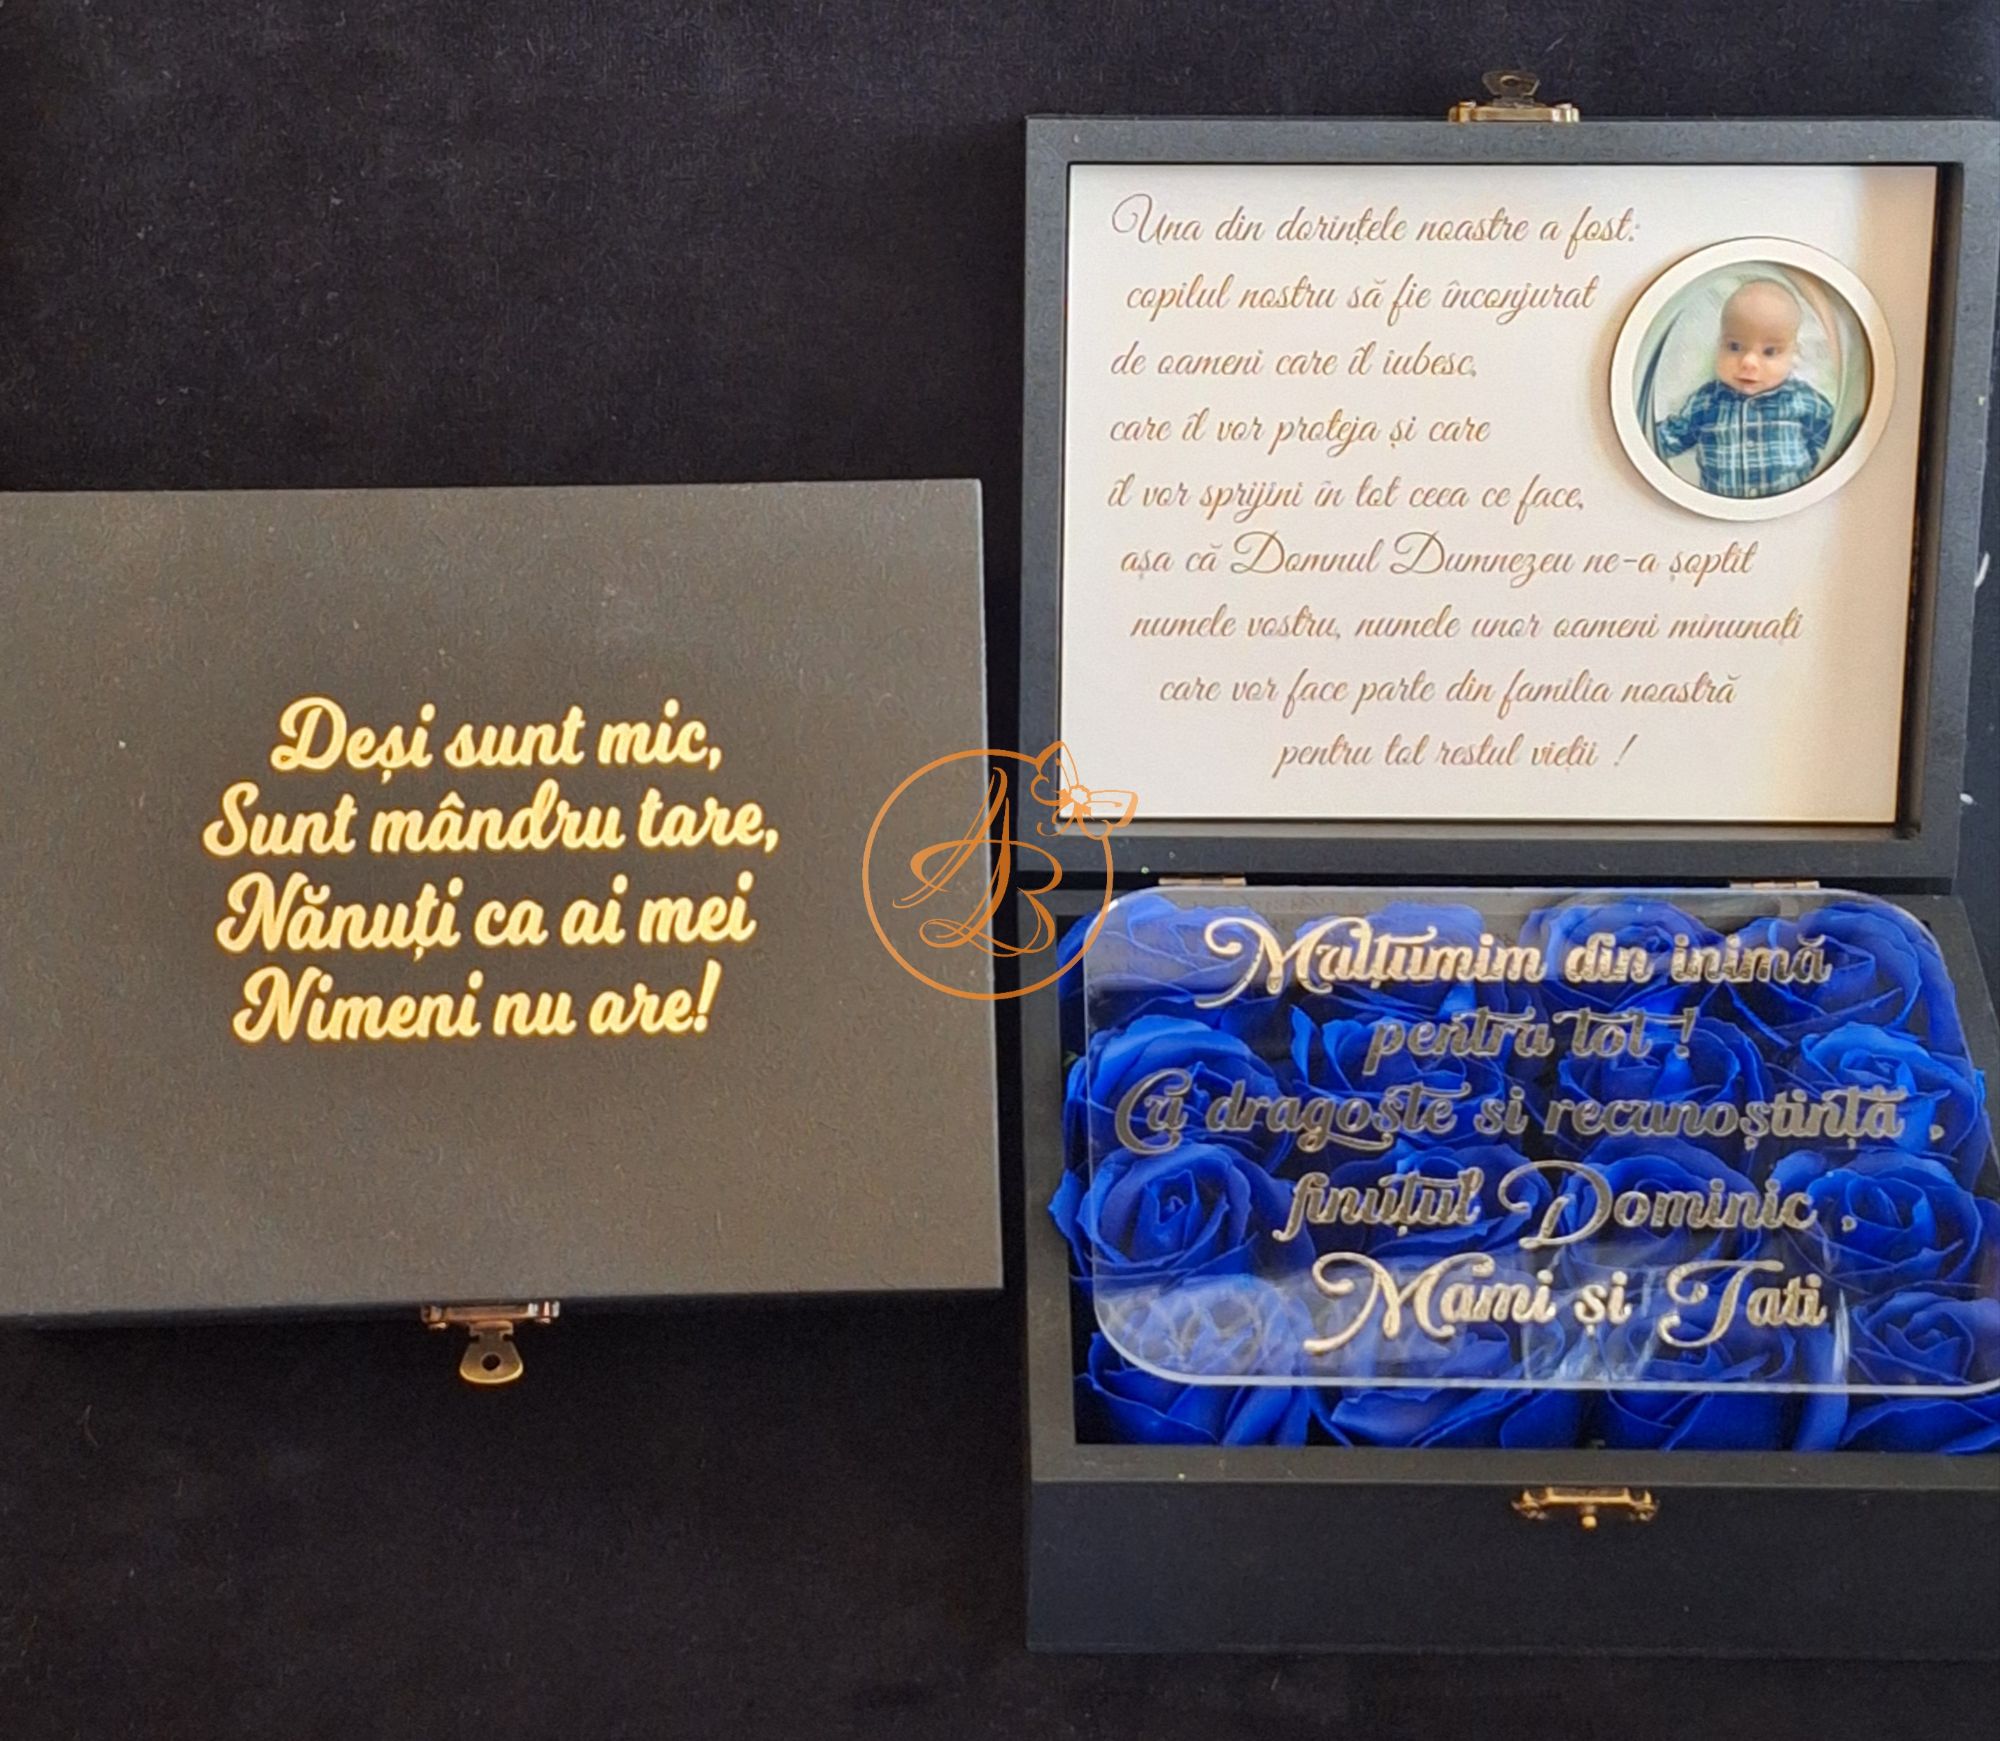 Deși sunt mic,
Sunt mândru tare,
Nănuți ca ai mei
Nimeni nu are!
Una din dorințele noastre a fost:
copilul nostru să fie înconjurat
de oameni care îl iubesc,
care îl vor proteja și care
îl vor sprijini în tot ceea ce face,
așa că Domnul Dumnezeu ne-a șoptit
numele vostru, numele unor oameni minunați
care vor face parte din familia noastră
pentru tot restul vieții !
AB
Mulțumim din inimă
pentru tot !
Cu dragoște si recunoștință ,
finuțul Dominic ,
Mami și Tati